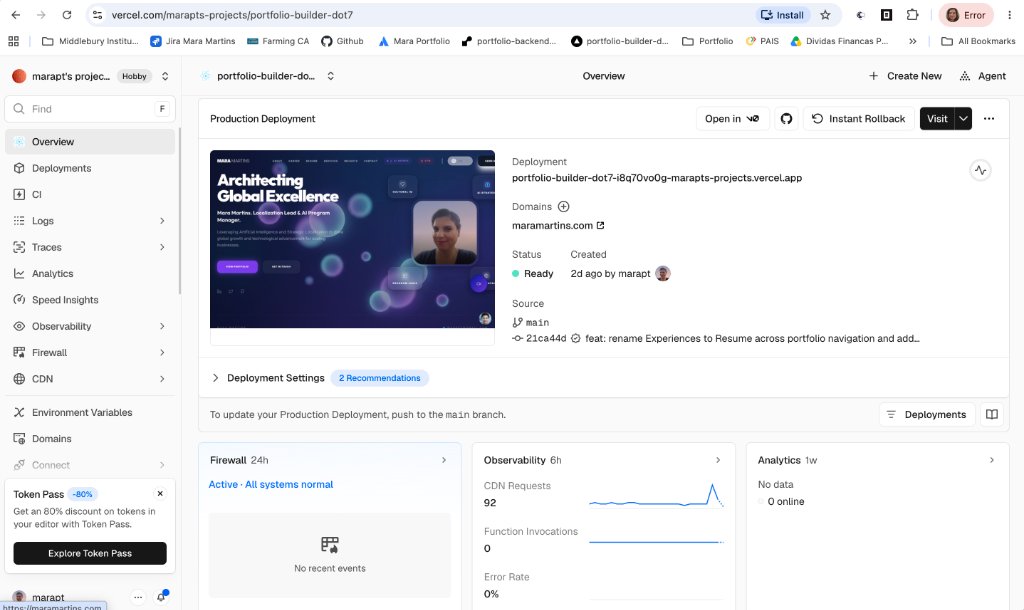 vercel.com/marapts-projects/portfolio-builder-dot7
Install
Error
Middlebury Institu...
Jira Mara Martins
Farming CA
Github
Mara Portfolio
portfolio-backend...
portfolio-builder-d...
Portfolio
PAIS
Dividas Financas P...
All Bookmarks
marapt's projec...
Hobby
portfolio-builder-do...
Overview
Create New
Agent
Find
F
Overview
Deployments
CI
Logs
Traces
Analytics
Speed Insights
Observability
Firewall
CDN
Environment Variables
Domains
Connect
Token Pass -80%
Get an 80% discount on tokens in
your editor with Token Pass.
Explore Token Pass
marapt
https://maramartins.com
Production Deployment
Open in v0
Instant Rollback
Visit
MARAMARTINS
Architecting
Global Excellence
Mara Martins. Localization Lead & AI Program
Manager.
Deployment
portfolio-builder-dot7-i8q70vo0g-marapts-projects.vercel.app
Domains
maramartins.com
Status
Created
Ready
2d ago by marapt
Source
main
21ca44d
feat: rename Experiences to Resume across portfolio navigation and add...
Deployment Settings
2 Recommendations
To update your Production Deployment, push to the main branch.
Deployments
Firewall 24h
Active · All systems normal
No recent events
Observability 6h
CDN Requests
92
Function Invocations
0
Error Rate
0%
Analytics 1w
No data
0 online